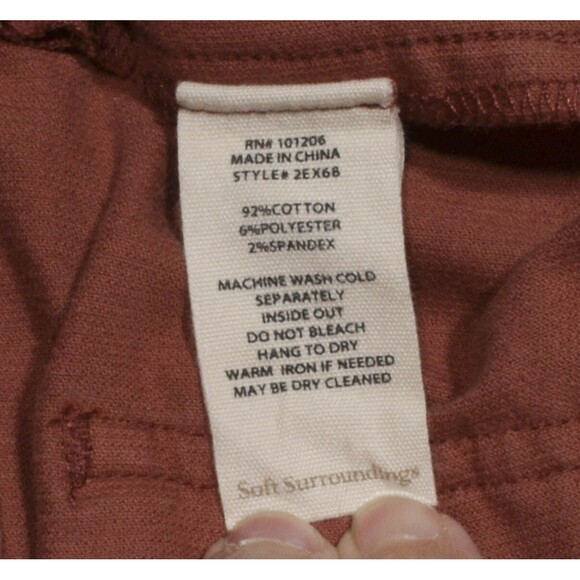 RN# 101206
MADE IN CHINA
STYLE# 2EX68
92%COTTON
6%POLYESTER
2%SPANDEX
MACHINE WASH COLD
SEPARATELY
INSIDE OUT
DO NOT BLEACH
HANG TO DRY
WARM IRON IF NEEDED
MAY BE DRY CLEANED
Soft Surroundings